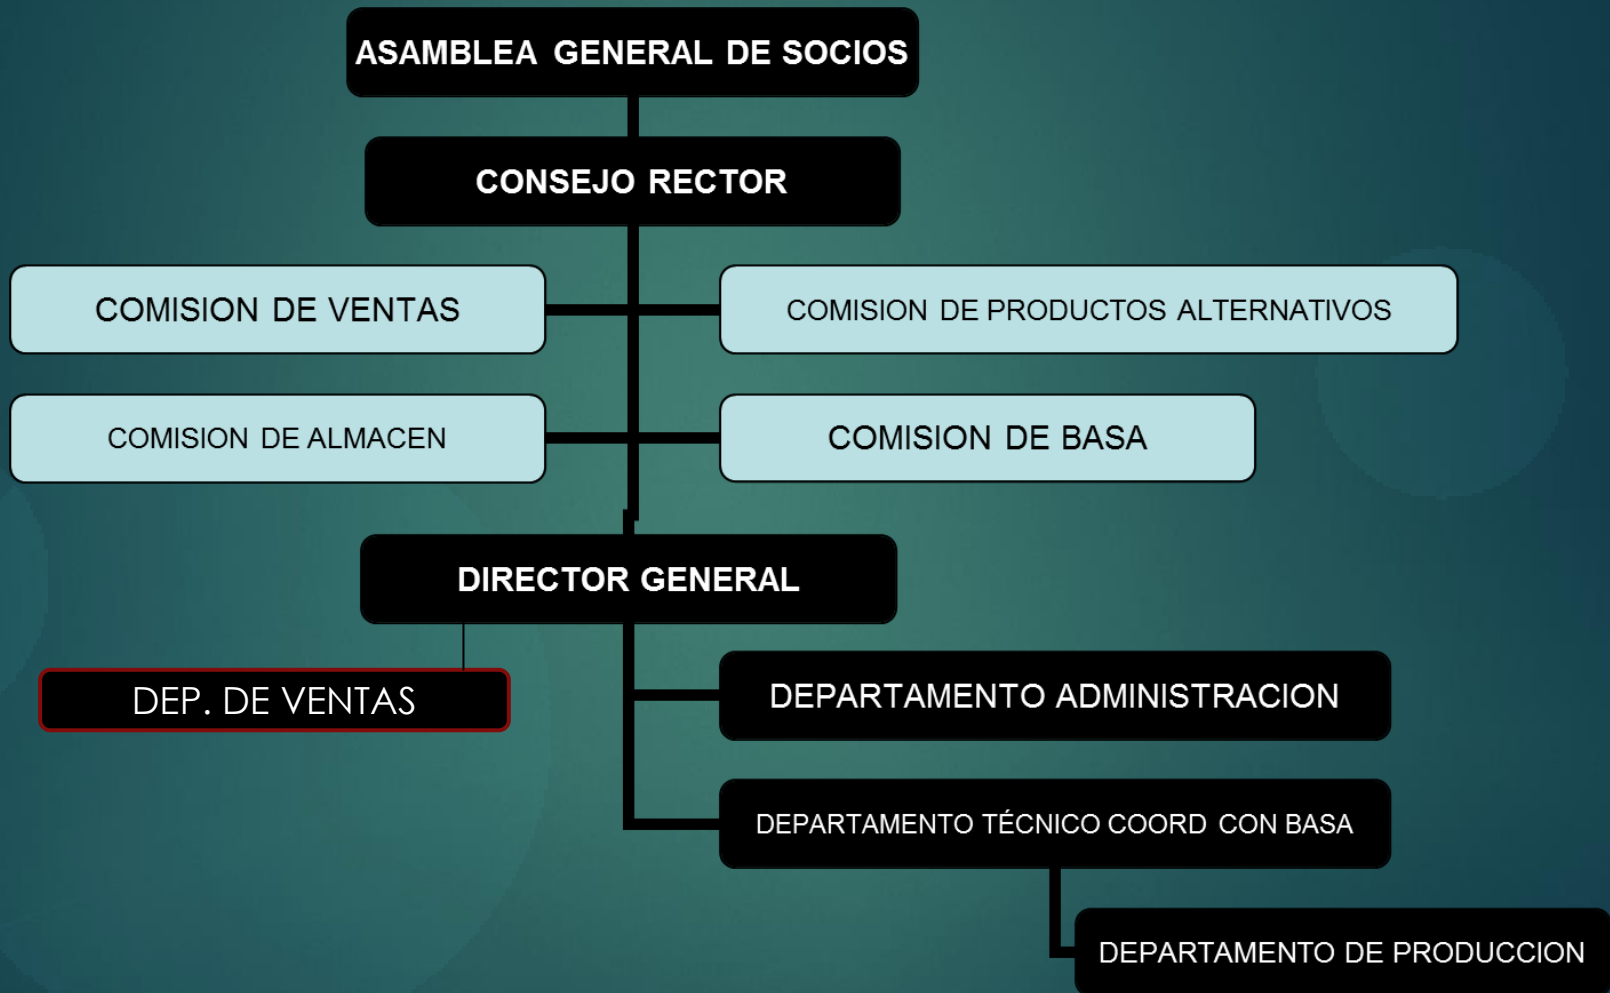 ASAMBLEA GENERAL DE SOCIOS
CONSEJO RECTOR
COMISION DE VENTAS
COMISION DE PRODUCTOS ALTERNATIVOS
COMISION DE ALMACEN
COMISION DE BASA
DIRECTOR GENERAL
DEP. DE VENTAS
DEPARTAMENTO ADMINISTRACION
DEPARTAMENTO TÉCNICO COORD CON BASA
DEPARTAMENTO DE PRODUCCION